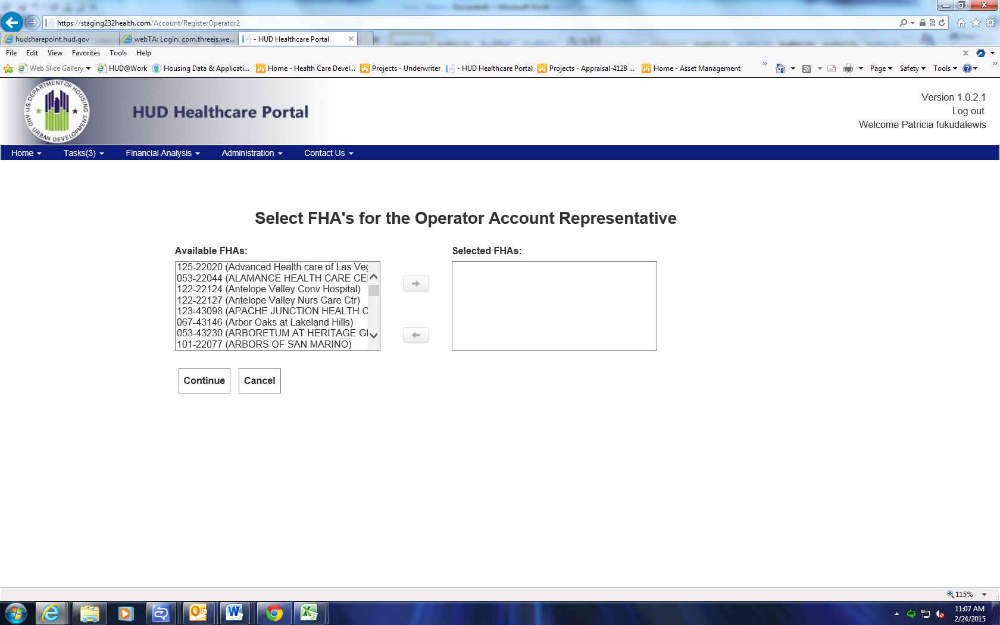 https://staging232health.com/Account/RegisterOperator2
hudsharepoint.hud.gov
webTA: Login: com.threeis.we...
- HUD Healthcare Portal
File Edit View Favorites Tools Help
Web Slice Gallery HUD@Work Housing Data & Applicati... Home - Health Care Devel... Projects - Underwriter - HUD Healthcare Portal Projects - Appraisal-4128 ... Home - Asset Management Page Safety Tools
U.S. DEPARTMENT OF HOUSING AND URBAN DEVELOPMENT
HUD Healthcare Portal
Version 1.0.2.1
Log out
Welcome Patricia fukudalewis
Home Tasks(3) Financial Analysis Administration Contact Us
Select FHA's for the Operator Account Representative
Available FHAs:
125-22020 (Advanced Health care of Las Veg
053-22044 (ALAMANCE HEALTH CARE CE
122-22124 (Antelope Valley Conv Hospital)
122-22127 (Antelope Valley Nurs Care Ctr)
123-43098 (APACHE JUNCTION HEALTH C
067-43146 (Arbor Oaks at Lakeland Hills)
053-43230 (ARBORETUM AT HERITAGE G
101-22077 (ARBORS OF SAN MARINO)
Selected FHAs:
Continue Cancel
115%
11:07 AM
2/24/2015